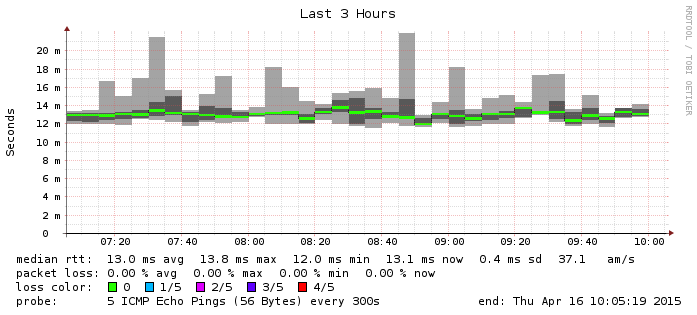 Last 3 Hours
RRDTOOL / TOBI OETIKER
Seconds
20 m
18 m
16 m
14 m
12 m
10 m
8 m
6 m
4 m
2 m
0
07:20 07:40 08:00 08:20 08:40 09:00 09:20 09:40 10:00
median rtt: 13.0 ms avg 13.8 ms max 12.0 ms min 13.1 ms now 0.4 ms sd 37.1 am/s
packet loss: 0.00 % avg 0.00 % max 0.00 % min 0.00 % now
loss color: 0 1/5 2/5 3/5 4/5
probe: 5 ICMP Echo Pings (56 Bytes) every 300s end: Thu Apr 16 10:05:19 2015